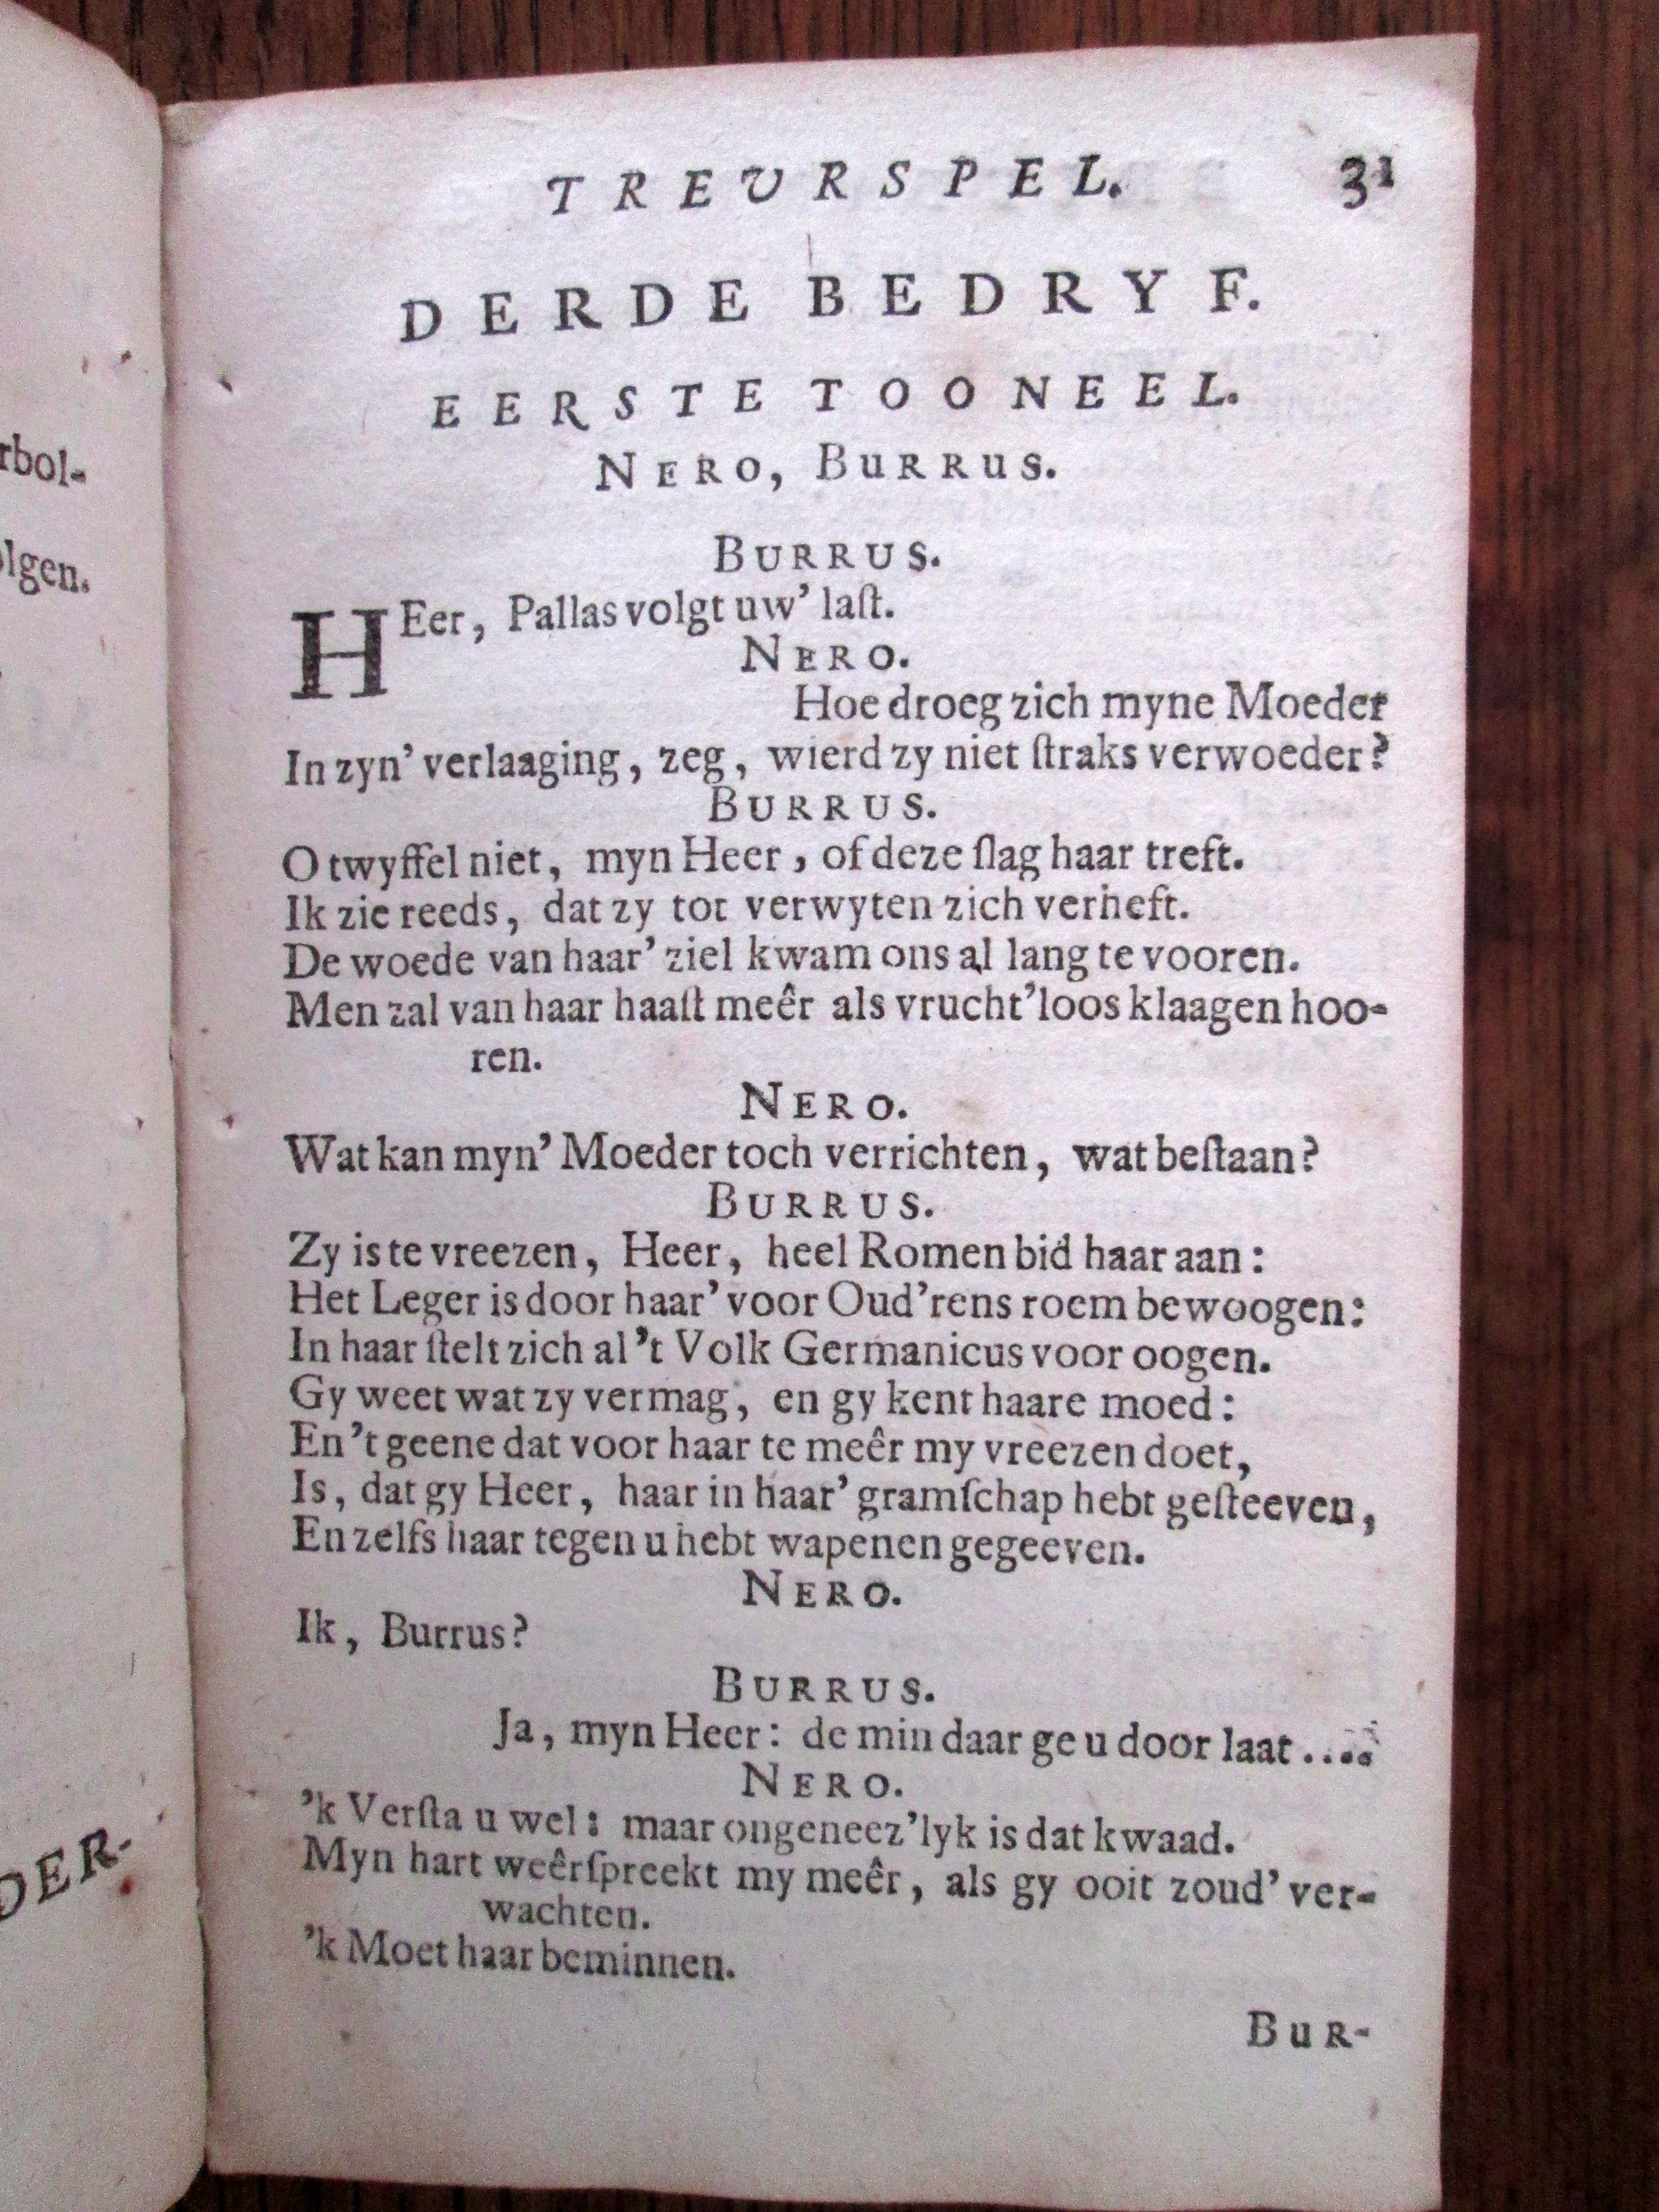 TREURSPEL. 31
DERDE BEDRYF.
EERSTE TOONEEL.
NERO, BURRUS.
BURRUS.
HEer, Pallas volgt uw' laſt.
NERO.
Hoe droeg zich myne Moeder
In zyn' verlaaging, zeg, wierd zy niet ſtraks verwoeder?
BURRUS.
O twyffel niet, myn Heer, of deze ſlag haar treft.
Ik zie reeds, dat zy tot verwyten zich verheft.
De woede van haar' ziel kwam ons al lang te vooren.
Men zal van haar haaſt meêr als vrucht'loos klaagen hoo-
ren.
NERO.
Wat kan myn' Moeder toch verrichten, wat beſtaan?
BURRUS.
Zy is te vreezen, Heer, heel Romen bid haar aan:
Het Leger is door haar' voor Oud'rens roem bewoogen:
In haar ſtelt zich al 't Volk Germanicus voor oogen.
Gy weet wat zy vermag, en gy kent haare moed:
En 't geene dat voor haar te meêr my vreezen doet,
Is, dat gy Heer, haar in haar' gramſchap hebt geſteeven,
En zelfs haar tegen u hebt wapenen gegeeven.
NERO.
Ik, Burrus?
BURRUS.
Ja, myn Heer: de min daar ge u door laat ....
NERO.
'k Verſta u wel: maar ongeneez'lyk is dat kwaad.
Myn hart weêrſpreekt my meêr, als gy ooit zoud' ver-
wachten.
'k Moet haar beminnen.
BUR-
rbol-
olgen.
DER-